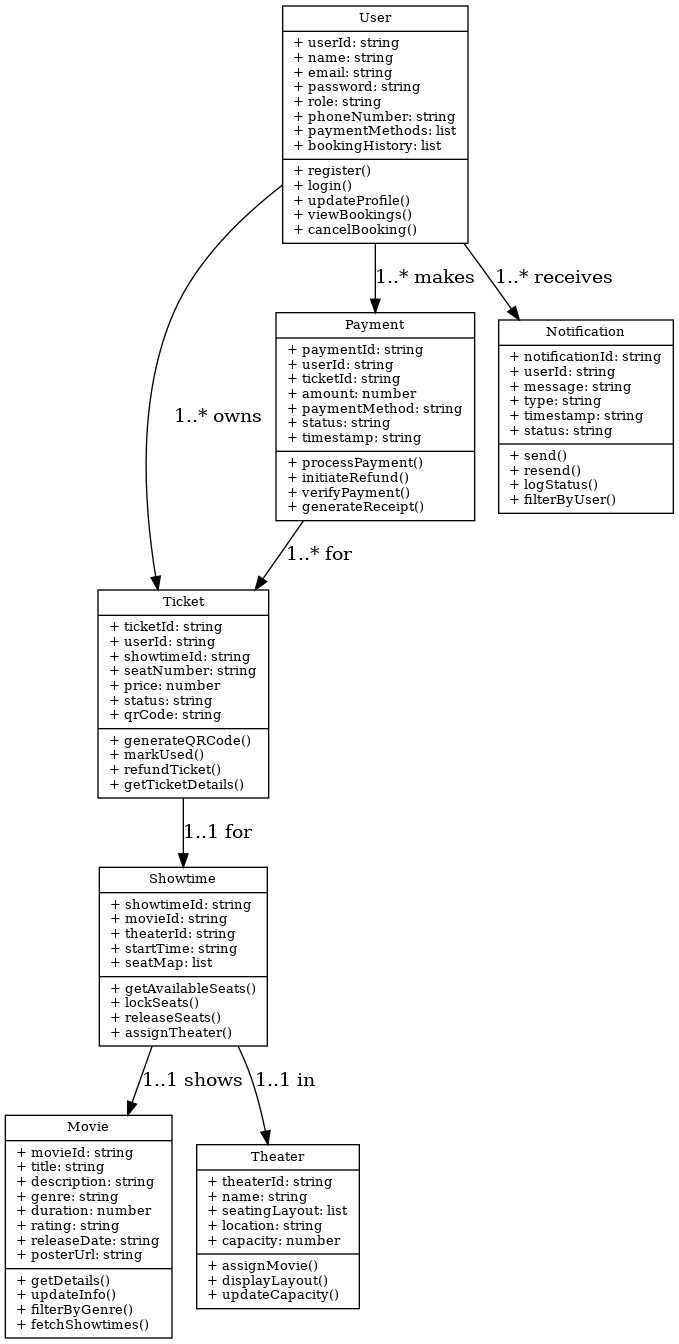 User
+ userId: string
+ name: string
+ email: string
+ password: string
+ role: string
+ phoneNumber: string
+ paymentMethods: list
+ bookingHistory: list
+ register()
+ login()
+ updateProfile()
+ viewBookings()
+ cancelBooking()
1..* makes
1..* receives
Payment
+ paymentId: string
+ userId: string
+ ticketId: string
+ amount: number
+ paymentMethod: string
+ status: string
+ timestamp: string
+ processPayment()
+ initiateRefund()
+ verifyPayment()
+ generateReceipt()
Notification
+ notificationId: string
+ userId: string
+ message: string
+ type: string
+ timestamp: string
+ status: string
+ send()
+ resend()
+ logStatus()
+ filterByUser()
1..* owns
1..* for
Ticket
+ ticketId: string
+ userId: string
+ showtimeId: string
+ seatNumber: string
+ price: number
+ status: string
+ qrCode: string
+ generateQRCode()
+ markUsed()
+ refundTicket()
+ getTicketDetails()
1..1 for
Showtime
+ showtimeId: string
+ movieId: string
+ theaterId: string
+ startTime: string
+ seatMap: list
+ getAvailableSeats()
+ lockSeats()
+ releaseSeats()
+ assignTheater()
1..1 shows
1..1 in
Movie
+ movieId: string
+ title: string
+ description: string
+ genre: string
+ duration: number
+ rating: string
+ releaseDate: string
+ posterUrl: string
+ getDetails()
+ updateInfo()
+ filterByGenre()
+ fetchShowtimes()
Theater
+ theaterId: string
+ name: string
+ seatingLayout: list
+ location: string
+ capacity: number
+ assignMovie()
+ displayLayout()
+ updateCapacity()